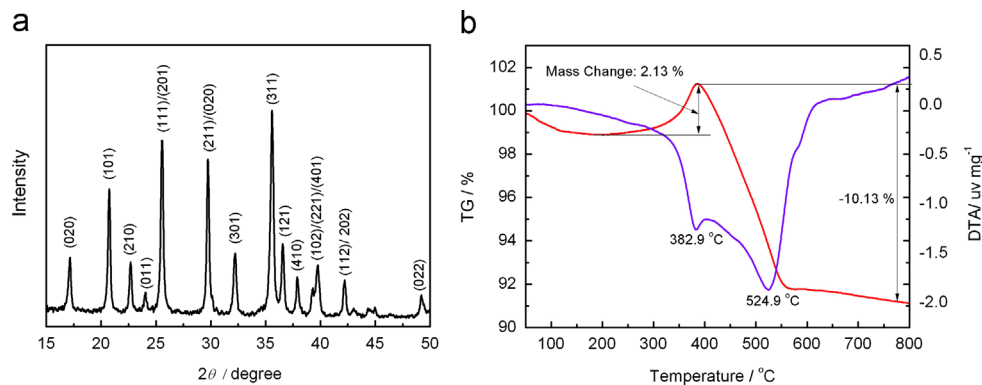 a
Intensity
(020)
(101)
(210)
(011)
(111)/(201)
(211)/(020)
(301)
(311)
(121)
(410)
(102)/(221)/(401)
(112)/ 202)
(022)
15 20 25 30 35 40 45 50
2θ / degree
b
TG / %
102
100
98
96
94
92
90
Mass Change: 2.13 %
382.9 °C
524.9 °C
-10.13 %
0.5
0.0
-0.5
-1.0
-1.5
-2.0
DTA/ uv mg-1
100 200 300 400 500 600 700 800
Temperature / °C